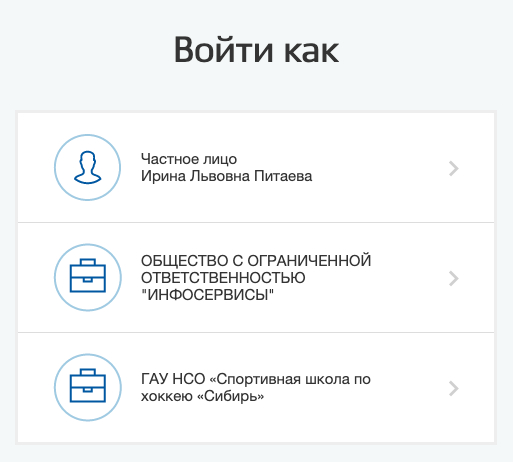 Войти как
Частное лицо
Ирина Львовна Питаева
ОБЩЕСТВО С ОГРАНИЧЕННОЙ
ОТВЕТСТВЕННОСТЬЮ
"ИНФОСЕРВИСЫ"
ГАУ НСО «Спортивная школа по
хоккею «Сибирь»